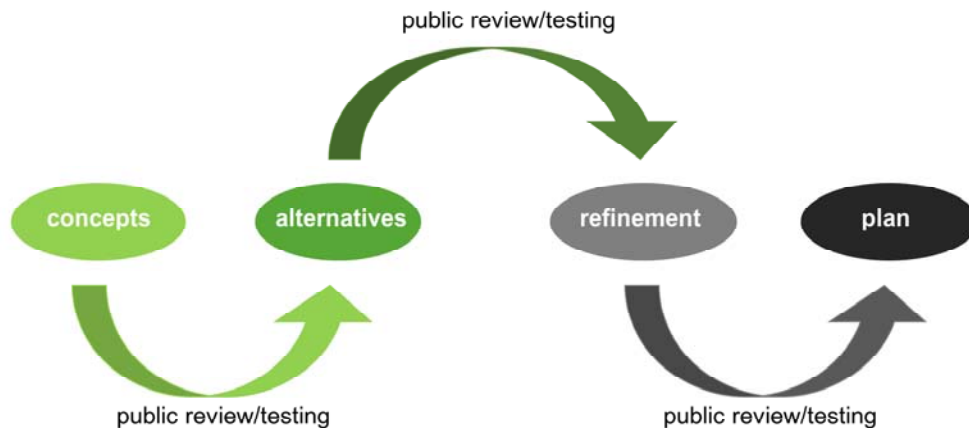 public review/testing
concepts
alternatives
refinement
plan
public review/testing
public review/testing